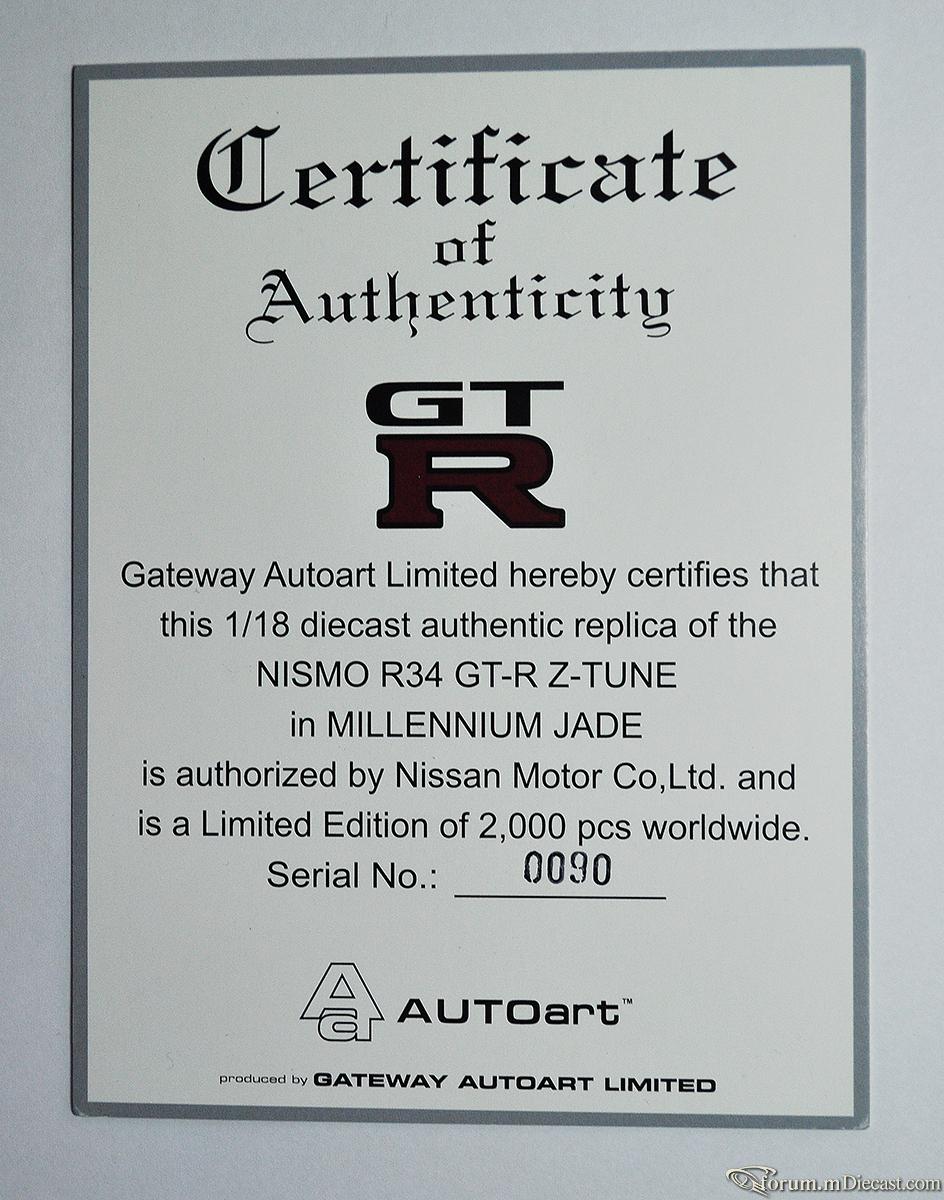 Certificate
of
Authenticity
GT
R
Gateway Autoart Limited hereby certifies that
this 1/18 diecast authentic replica of the
NISMO R34 GT-R Z-TUNE
in MILLENNIUM JADE
is authorized by Nissan Motor Co,Ltd. and
is a Limited Edition of 2,000 pcs worldwide.
Serial No.: 0090
Aa AUTOart™
produced by GATEWAY AUTOART LIMITED
forum.mDiecast.com